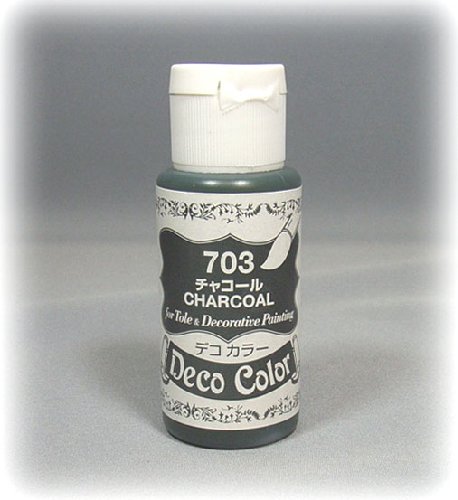 703
チャコール
CHARCOAL
For Tole & Decorative Painting
デコ カラー
Deco Color